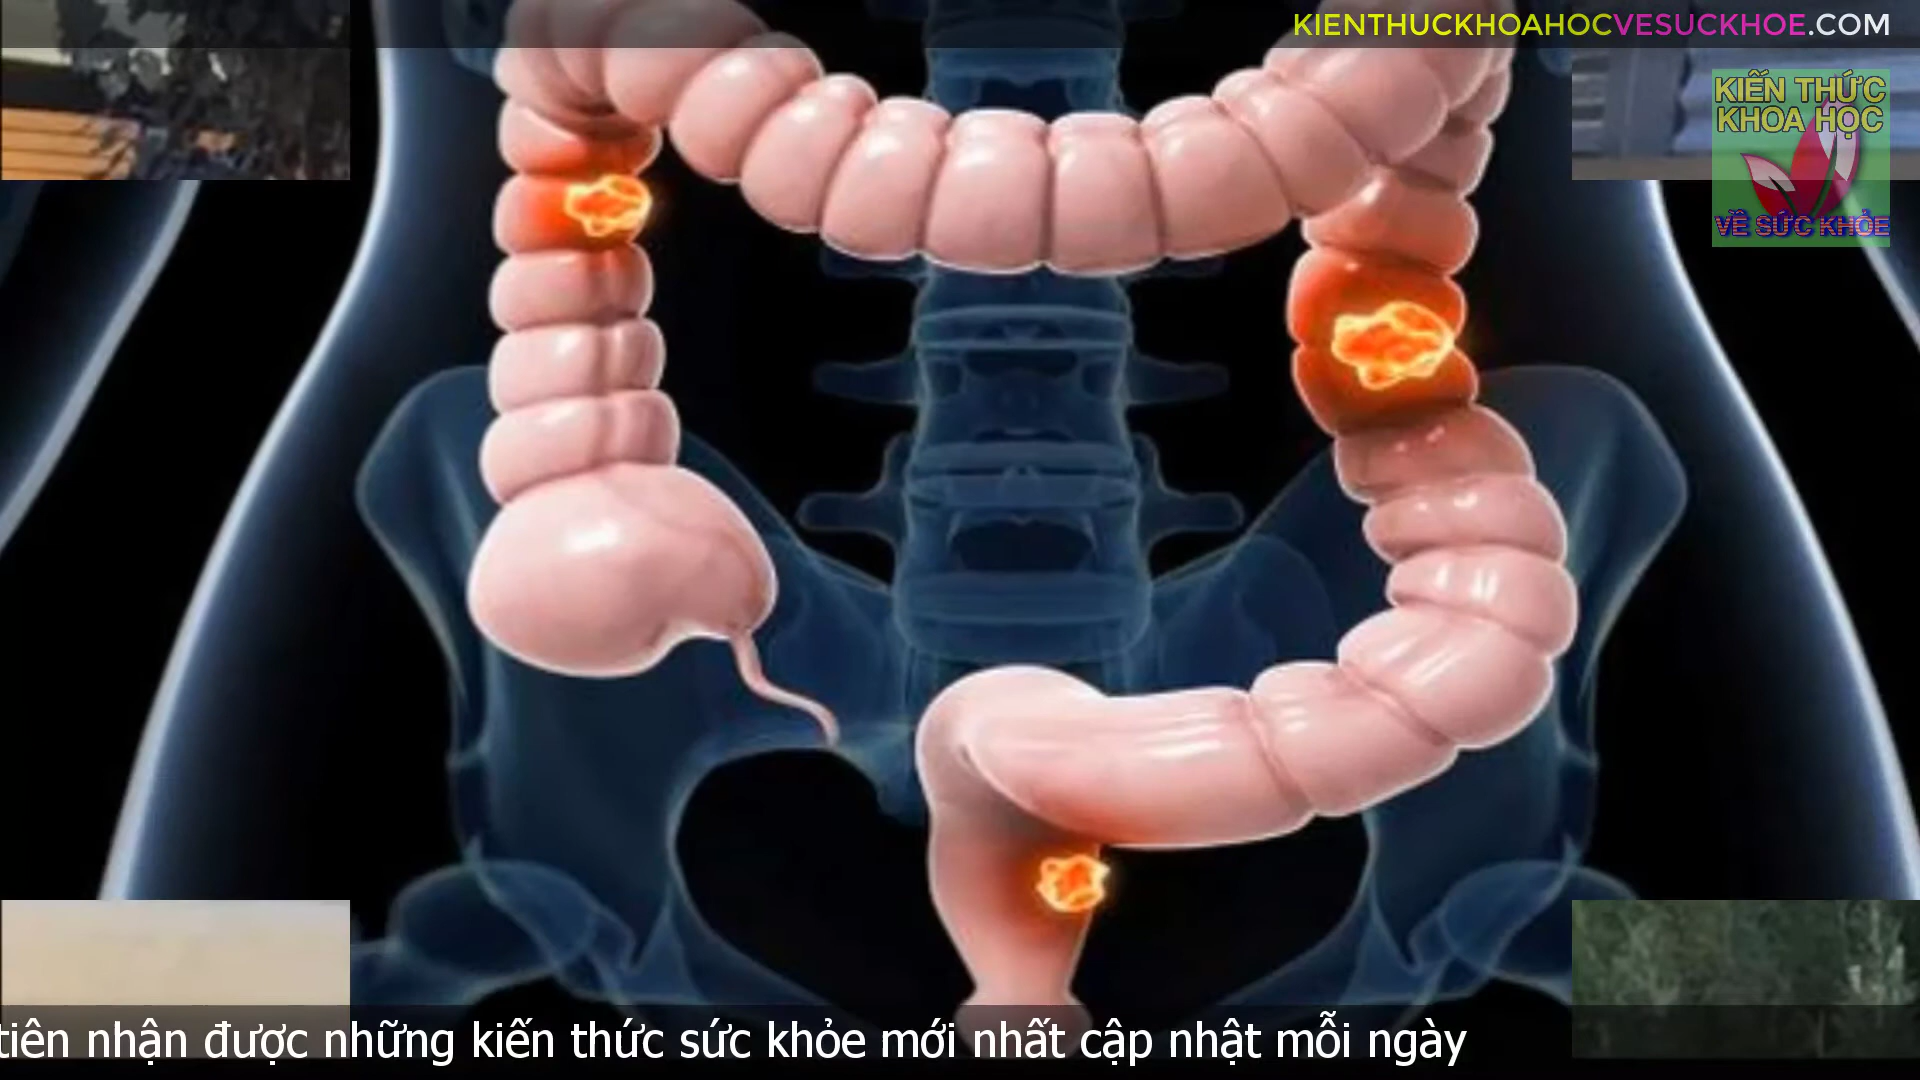 KIENTHUCKHOAHOCVESUCKHOE.COM
KIẾN THỨC
KHOA HỌC
VỀ SỨC KHỎE
tiên nhận được những kiến thức sức khỏe mới nhất cập nhật mỗi ngày